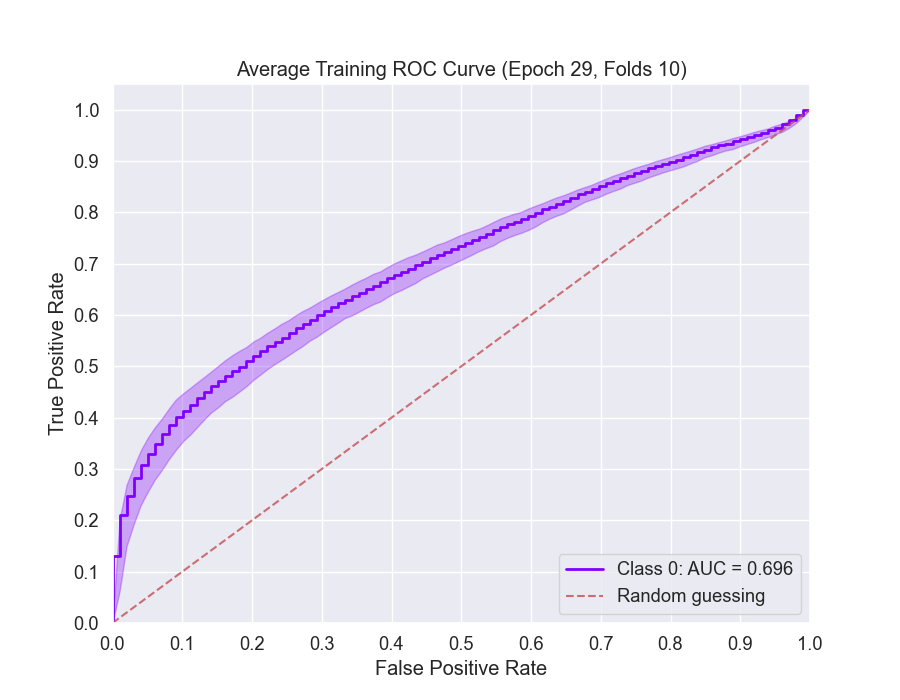 Average Training ROC Curve (Epoch 29, Folds 10)
True Positive Rate
1.0
0.9
0.8
0.7
0.6
0.5
0.4
0.3
0.2
0.1
0.0
Class 0: AUC = 0.696
Random guessing
0.0 0.1 0.2 0.3 0.4 0.5 0.6 0.7 0.8 0.9 1.0
False Positive Rate